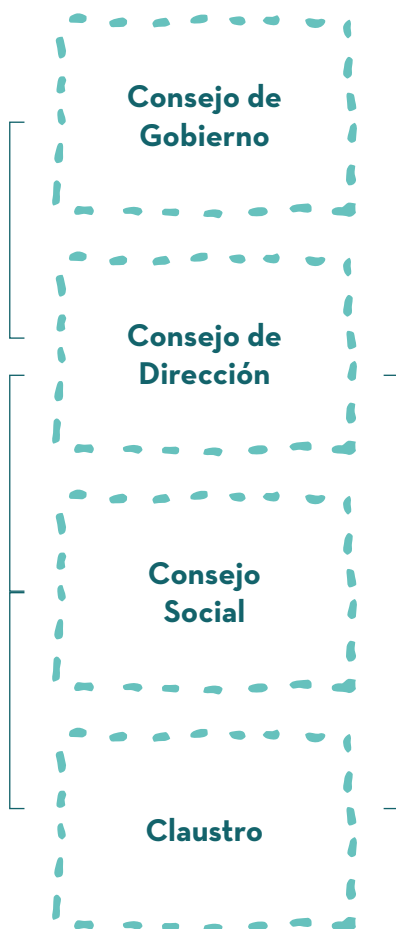 Consejo de
Gobierno
Consejo de
Dirección
Consejo
Social
Claustro